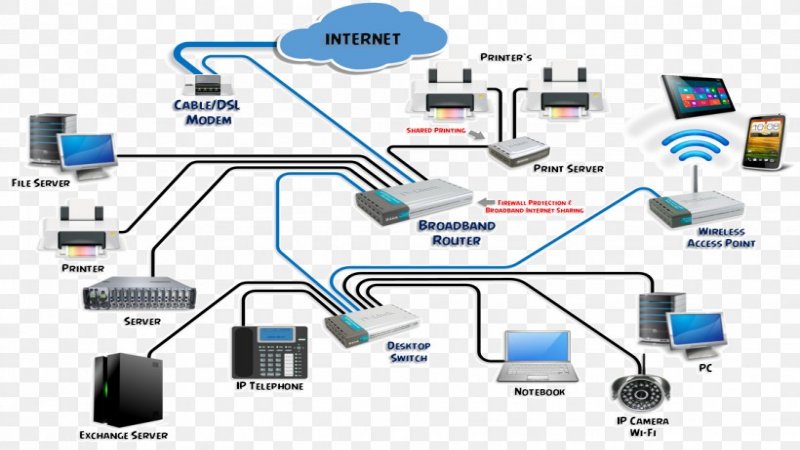 INTERNET
Printer's
Cable/DSL
Modem
Shared Printing
Print Server
File Server
Firewall Protection &
Broadband Internet Sharing
Broadband
Router
Wireless
Access Point
Printer
Server
Desktop
Switch
IP Telephone
Notebook
PC
IP Camera
Wi-Fi
Exchange Server